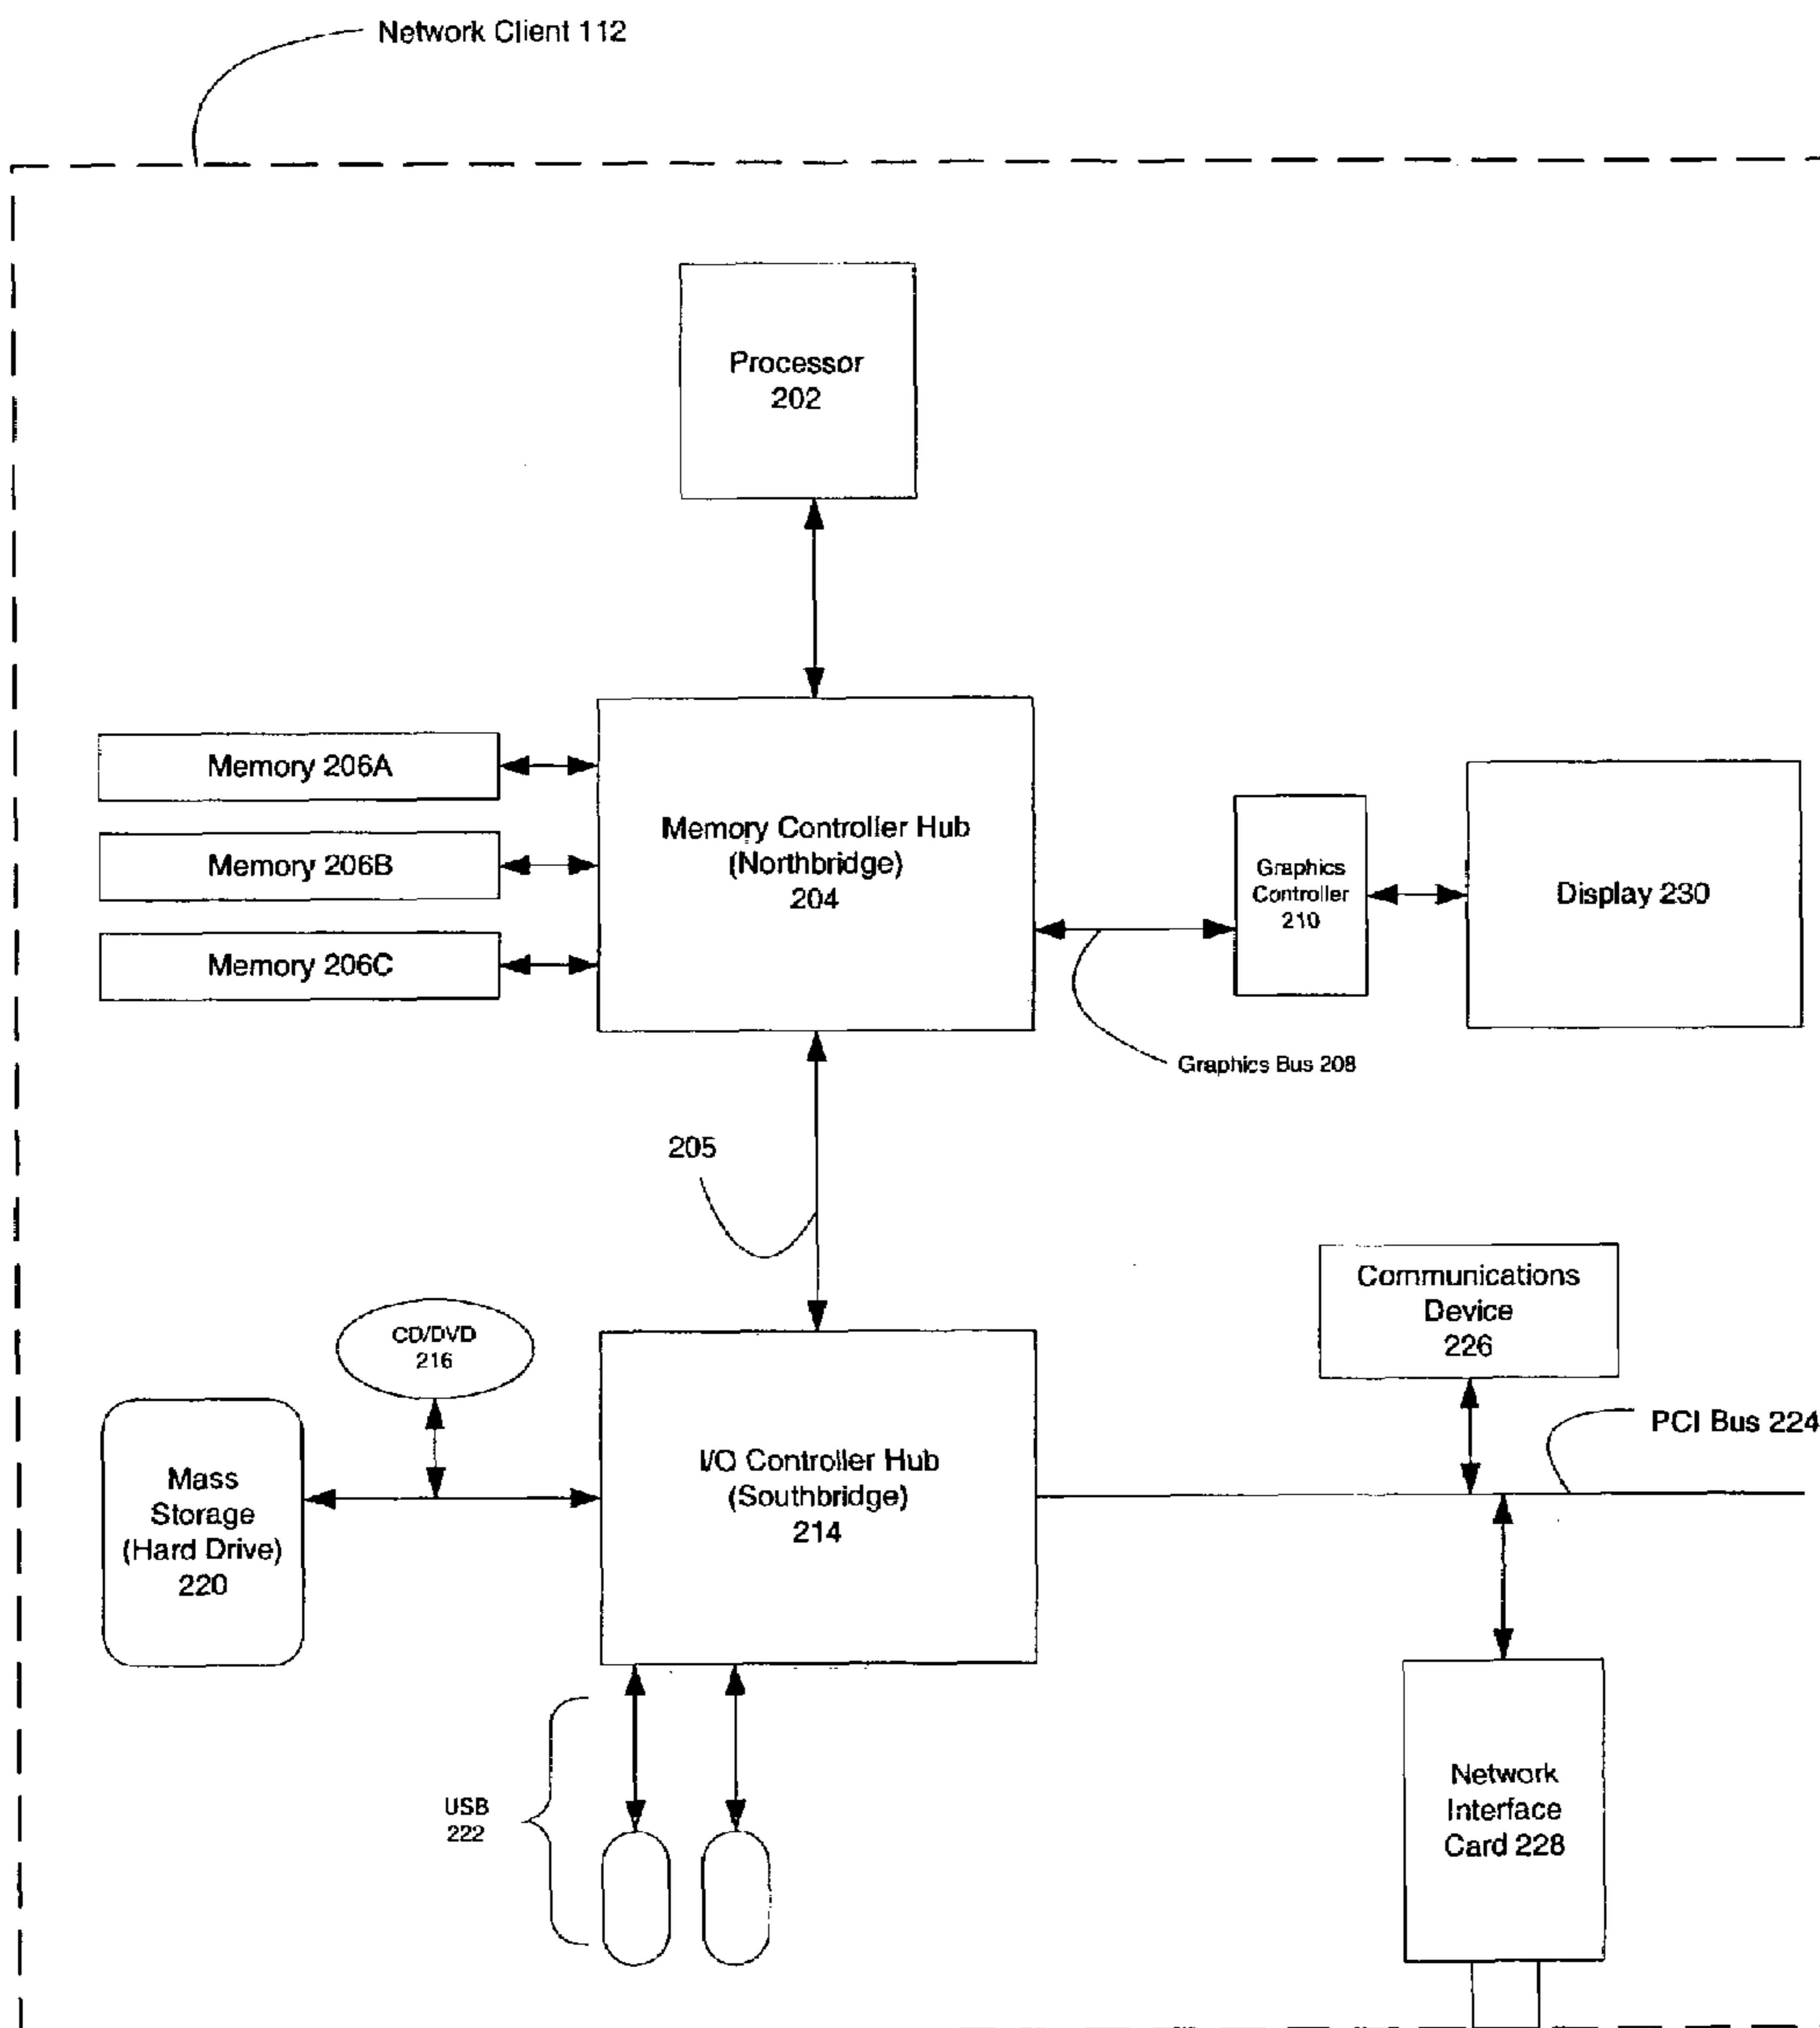 Network Client 112
Processor
202
Memory 206A
Memory 206B
Memory 206C
Memory Controller Hub
(Northbridge)
204
Graphics
Controller
210
Display 230
Graphics Bus 208
205
Communications
Device
226
PCI Bus 224
CD/DVD
216
Mass
Storage
(Hard Drive)
220
I/O Controller Hub
(Southbridge)
214
USB
222
Network
Interface
Card 228